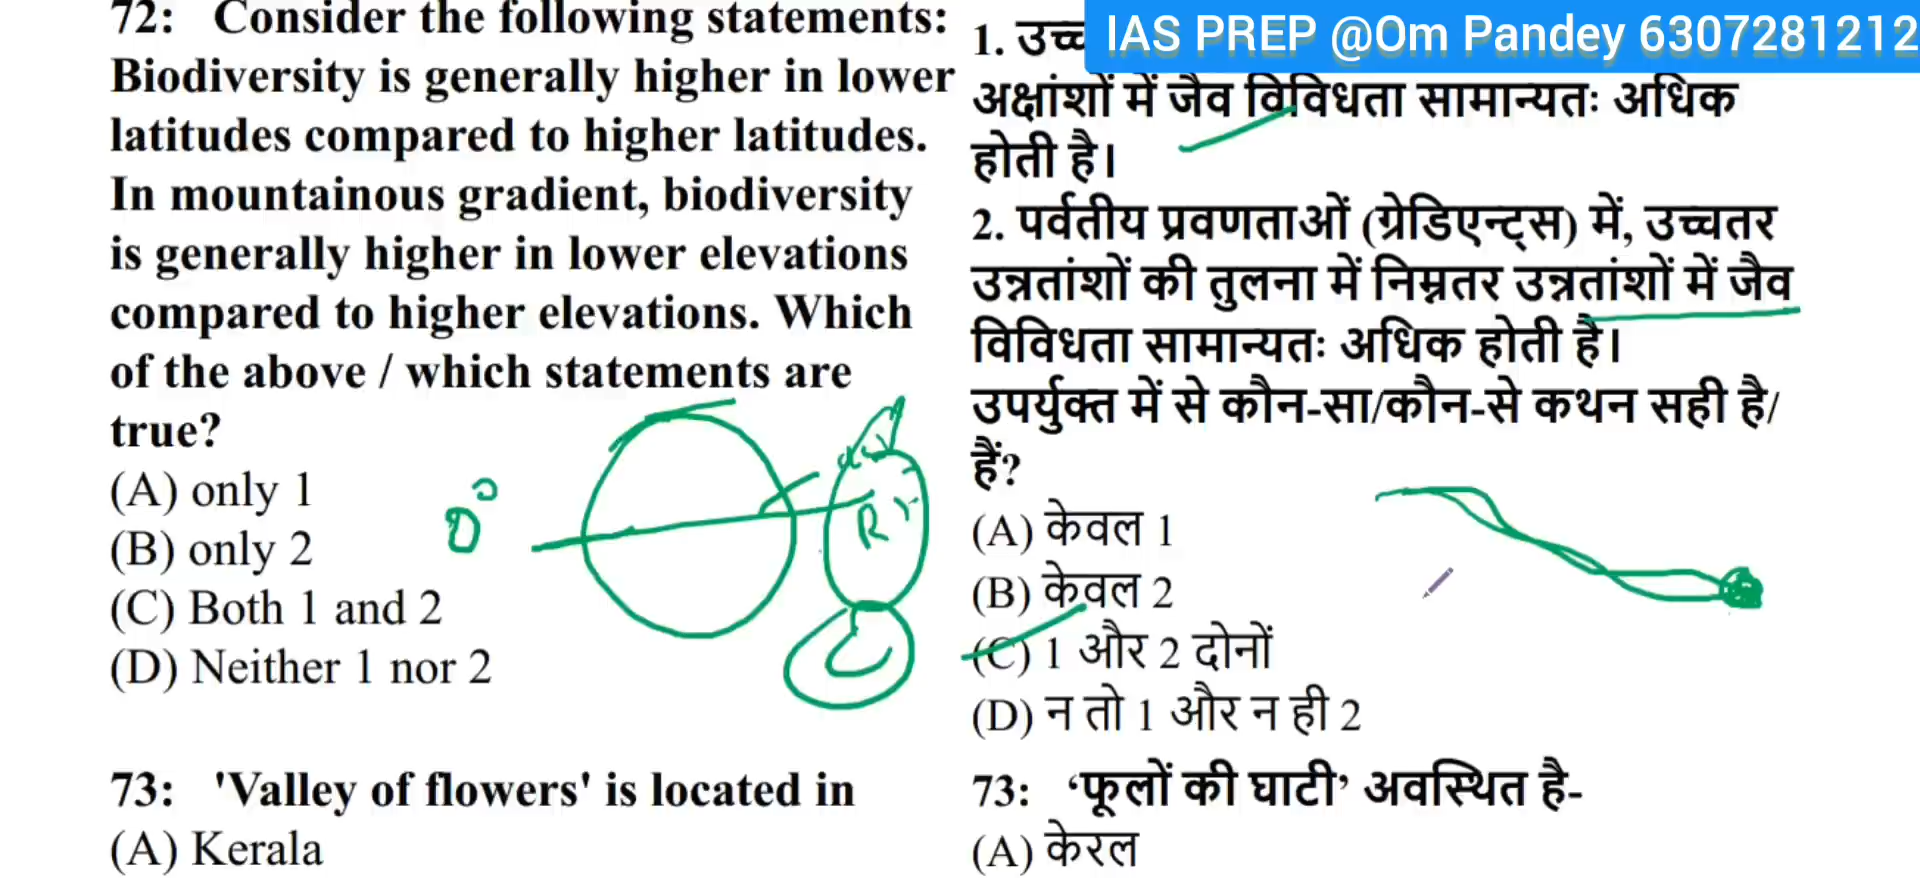 72: Consider the following statements:
Biodiversity is generally higher in lower
latitudes compared to higher latitudes.
In mountainous gradient, biodiversity
is generally higher in lower elevations
compared to higher elevations. Which
of the above / which statements are
true?
(A) only 1
(B) only 2
(C) Both 1 and 2
(D) Neither 1 nor 2
73: 'Valley of flowers' is located in
(A) Kerala
IAS PREP @Om Pandey 6307281212
1. उच्च
अक्षांशों में जैव विविधता सामान्यतः अधिक
होती है।
2. पर्वतीय प्रवणताओं (ग्रेडिएन्ट्स) में, उच्चतर
उन्नतांशों की तुलना में निम्नतर उन्नतांशों में जैव
विविधता सामान्यतः अधिक होती है।
उपर्युक्त में से कौन-सा/कौन-से कथन सही है/
हैं?
(A) केवल 1
(B) केवल 2
(C) 1 और 2 दोनों
(D) न तो 1 और न ही 2
73: ‘फूलों की घाटी’ अवस्थित है-
(A) केरल
0°